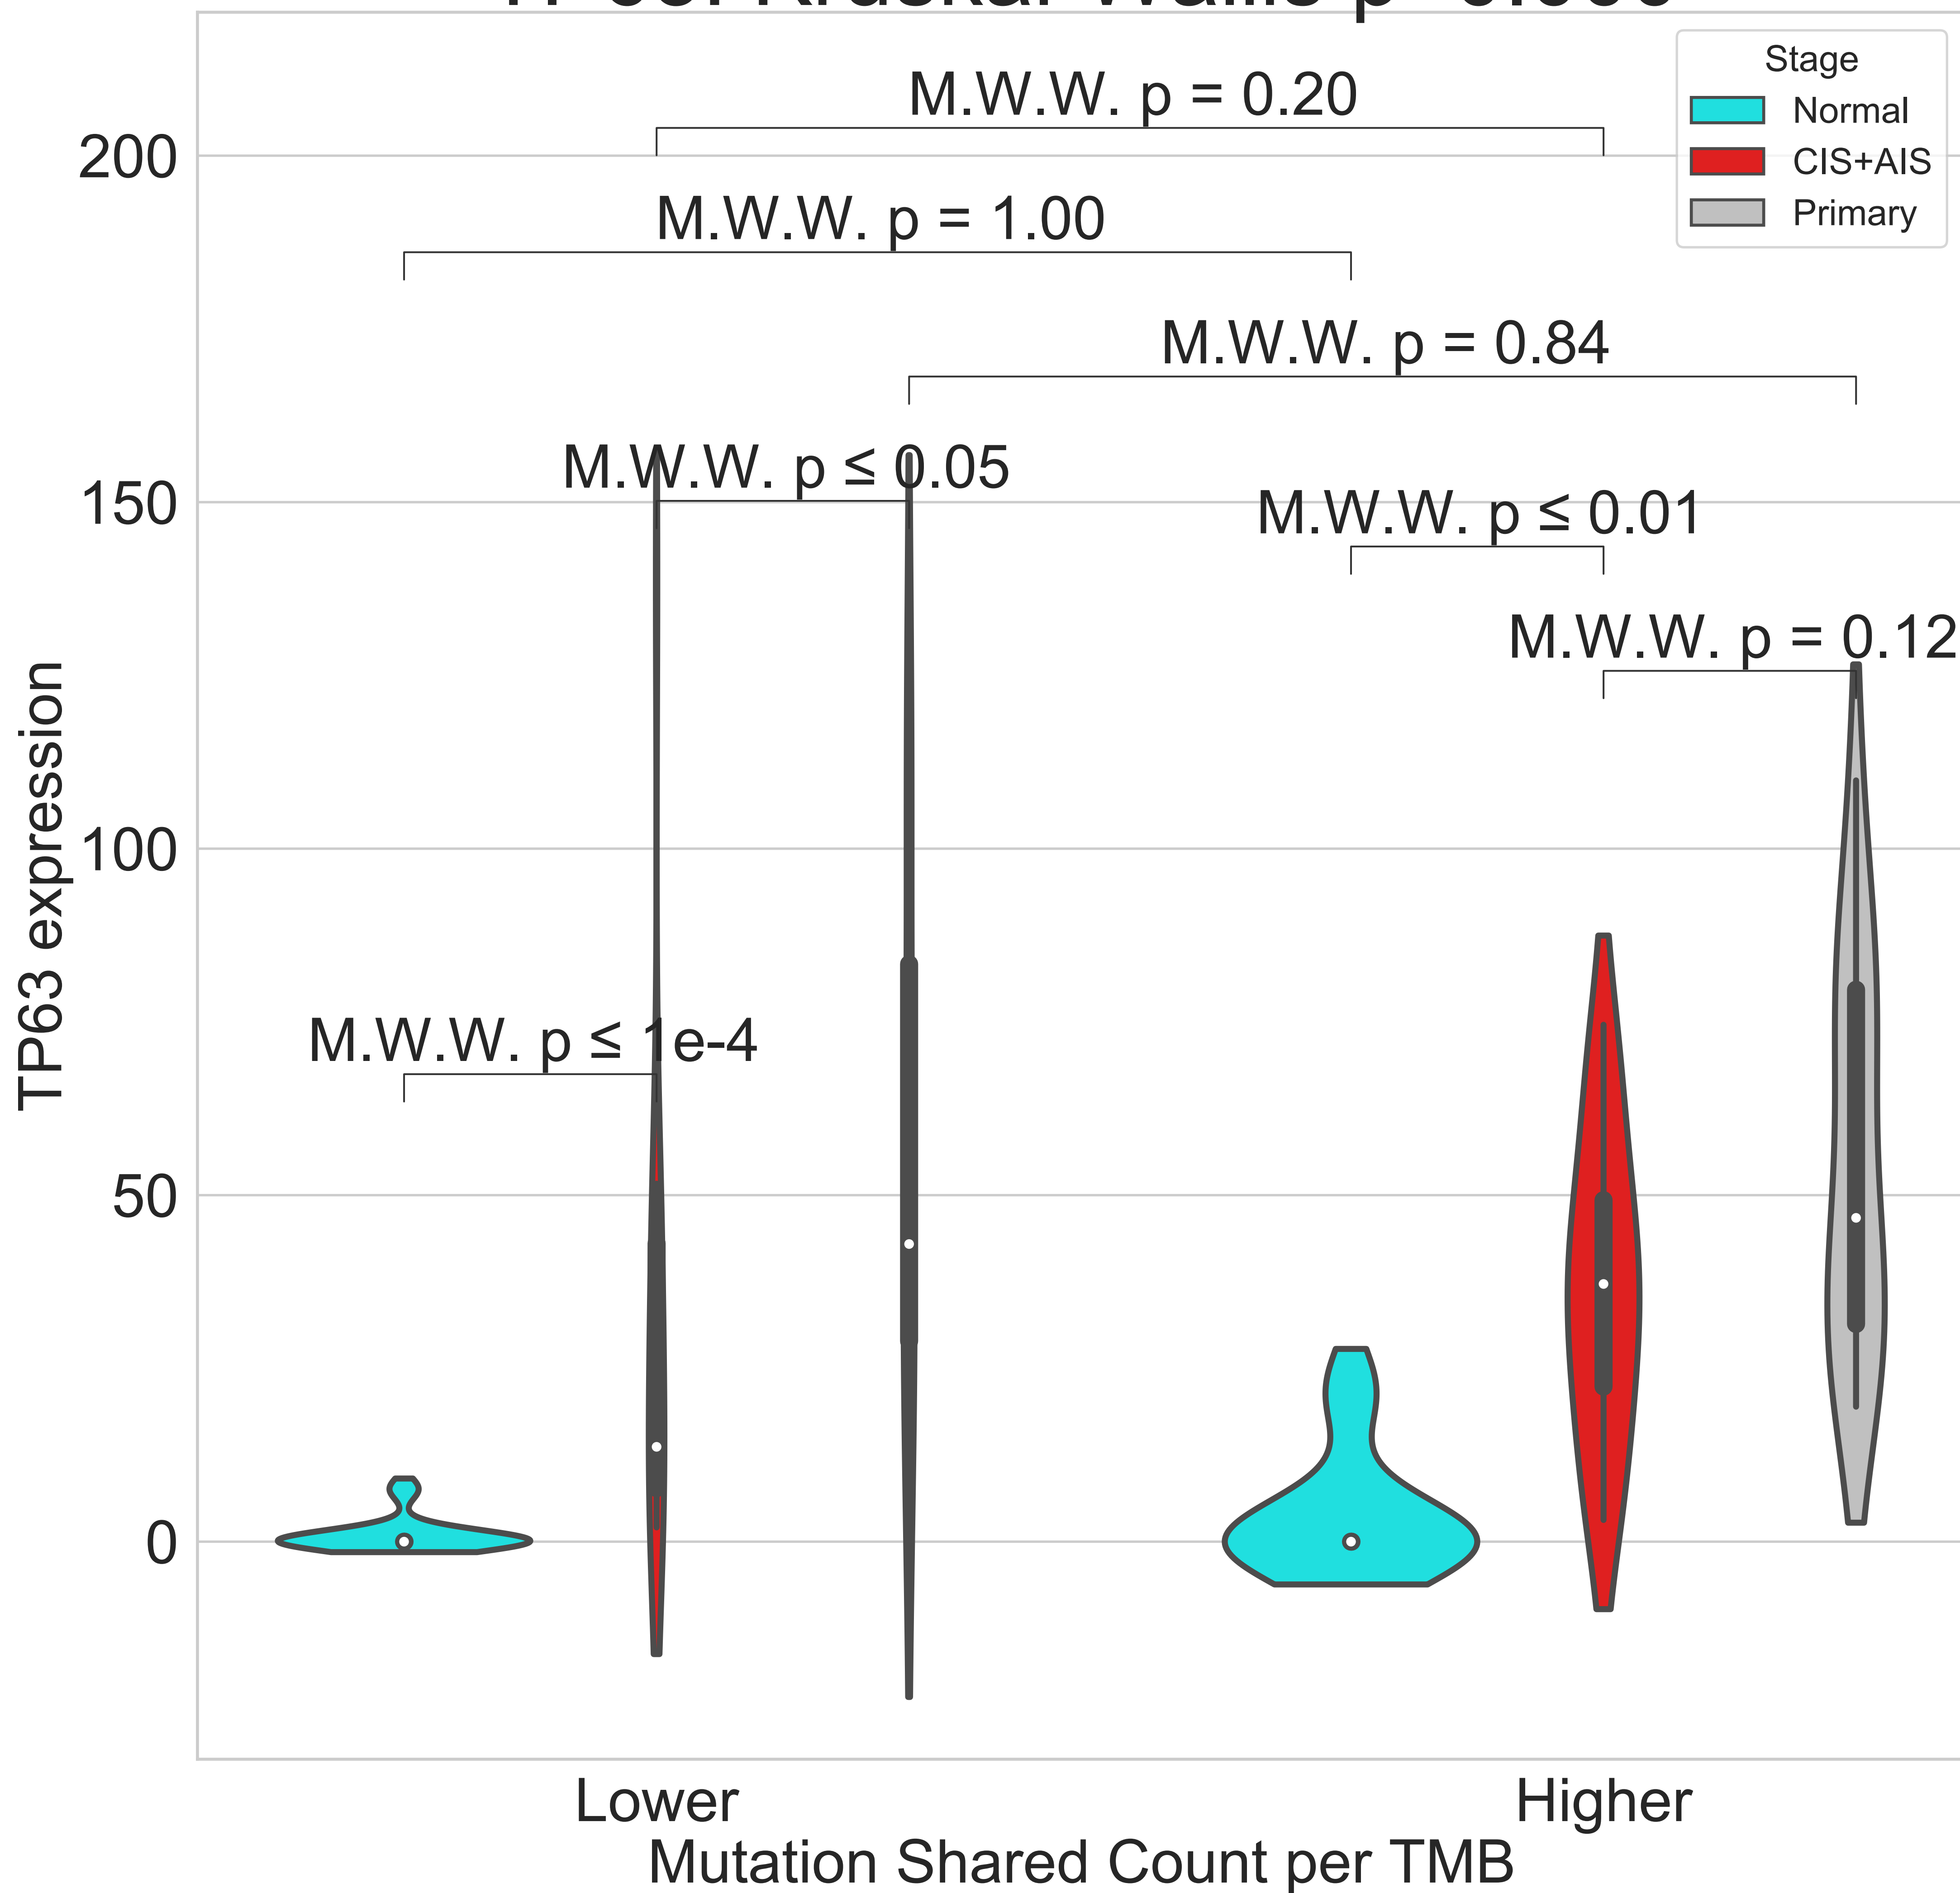 Stage
Normal
CIS+AIS
Primary
M.W.W. p = 0.20
M.W.W. p = 1.00
M.W.W. p = 0.84
M.W.W. p ≤ 0.05
M.W.W. p ≤ 0.01
M.W.W. p = 0.12
M.W.W. p ≤ 1e-4
200
150
100
50
0
TP63 expression
Lower
Higher
Mutation Shared Count per TMB